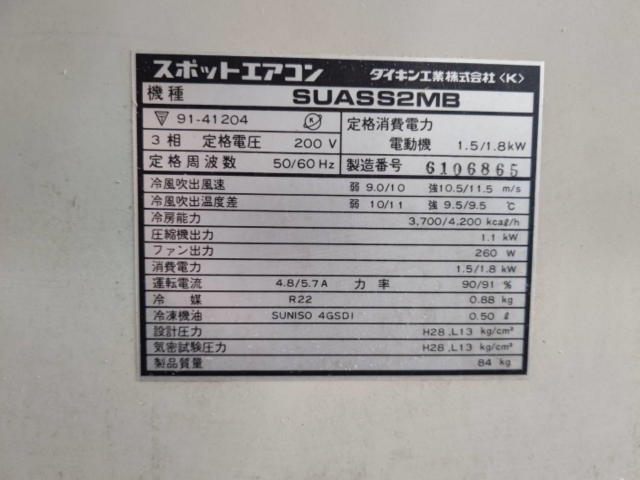 スポットエアコン ダイキン工業株式会社〈K〉
機種 SUASS2MB
▽ 91-41204
定格消費電力
電動機 1.5/1.8kW
3相 定格電圧 200 V
定格周波数 50/60 Hz 製造番号 6106865
冷風吹出風速 弱 9.0/10 強10.5/11.5 m/s
冷風吹出温度差 弱 10/11 強 9.5/9.5 ℃
冷房能力 3,700/4,200 kcaℓ/h
圧縮機出力 1.1 kW
ファン出力 260 W
消費電力 1.5/1.8 kW
運転電流 4.8/5.7A 力率 90/91 %
冷媒 R22 0.88 kg
冷凍機油 SUNISO 4GSDI 0.50 ℓ
設計圧力 H28.L13 kg/cm²
気密試験圧力 H28.L13 kg/cm²
製品質量 84 kg